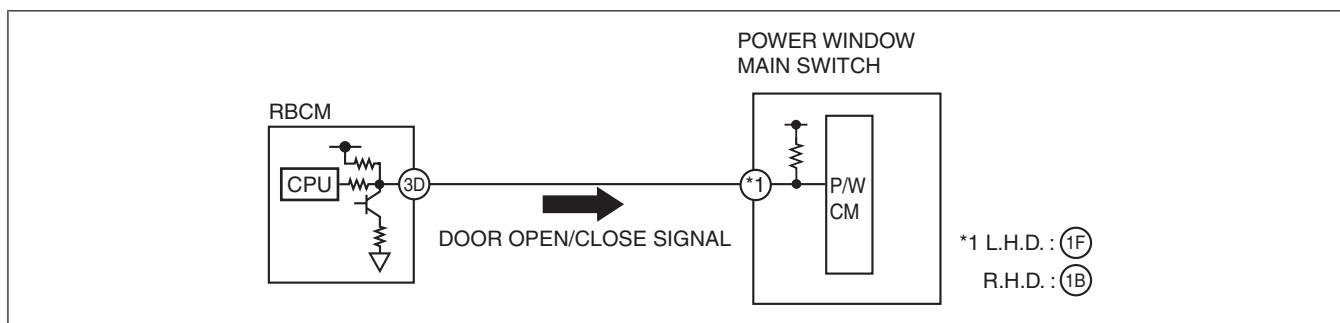 POWER WINDOW
MAIN SWITCH
RBCM
CPU
3D
*1
P/W
CM
DOOR OPEN/CLOSE SIGNAL
*1 L.H.D. : 1F
R.H.D. : 1B